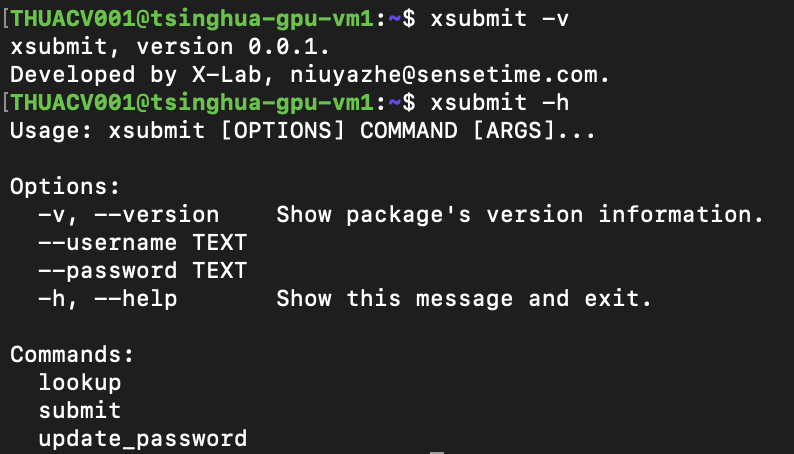 [THUACV001@tsinghua-gpu-vm1:~$ xsubmit -v
xsubmit, version 0.0.1.
Developed by X-Lab, niuyazhe@sensetime.com.
[THUACV001@tsinghua-gpu-vm1:~$ xsubmit -h
Usage: xsubmit [OPTIONS] COMMAND [ARGS]...

Options:
  -v, --version    Show package's version information.
  --username TEXT
  --password TEXT
  -h, --help       Show this message and exit.

Commands:
  lookup
  submit
  update_password